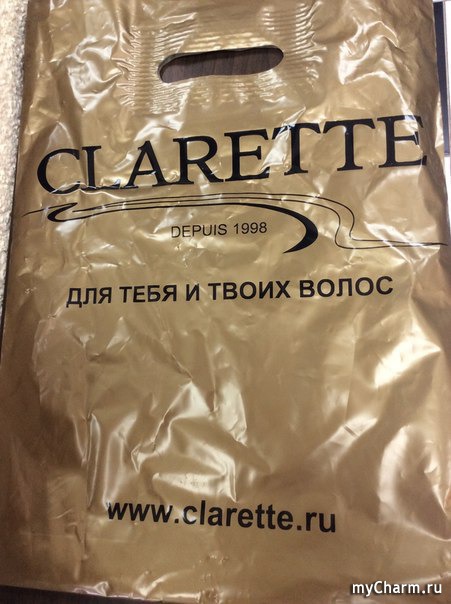 CLARETTE
DEPUIS 1998
ДЛЯ ТЕБЯ И ТВОИХ ВОЛОС
www.clarette.ru
myCharm.ru